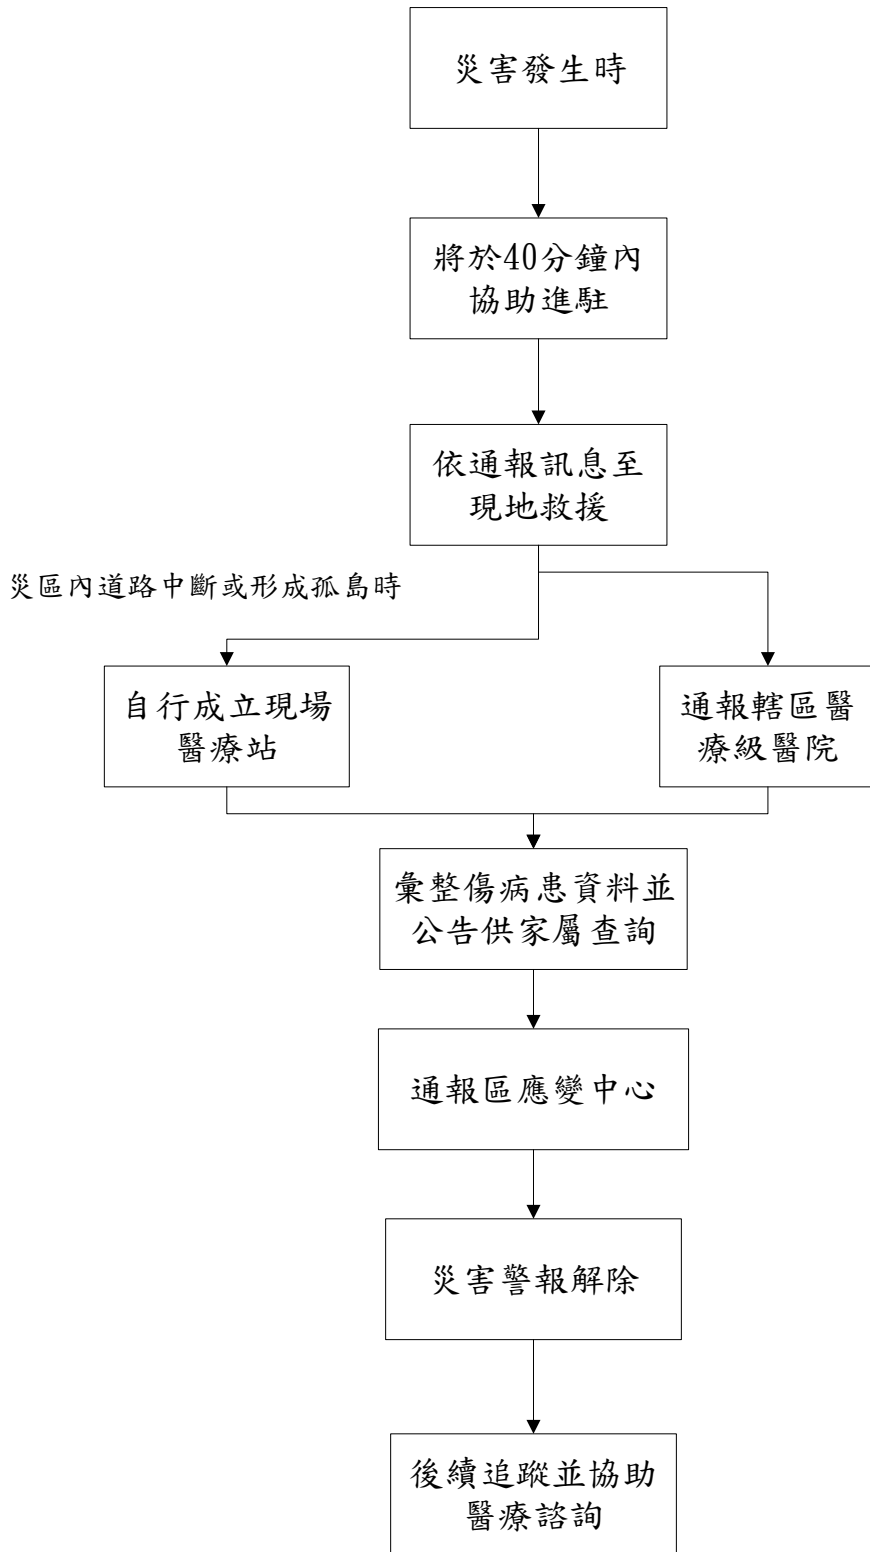 災害發生時
將於40分鐘內
協助進駐
依通報訊息至
現地救援
災區內道路中斷或形成孤島時
自行成立現場
醫療站
通報轄區醫
療級醫院
彙整傷病患資料並
公告供家屬查詢
通報區應變中心
災害警報解除
後續追蹤並協助
醫療諮詢